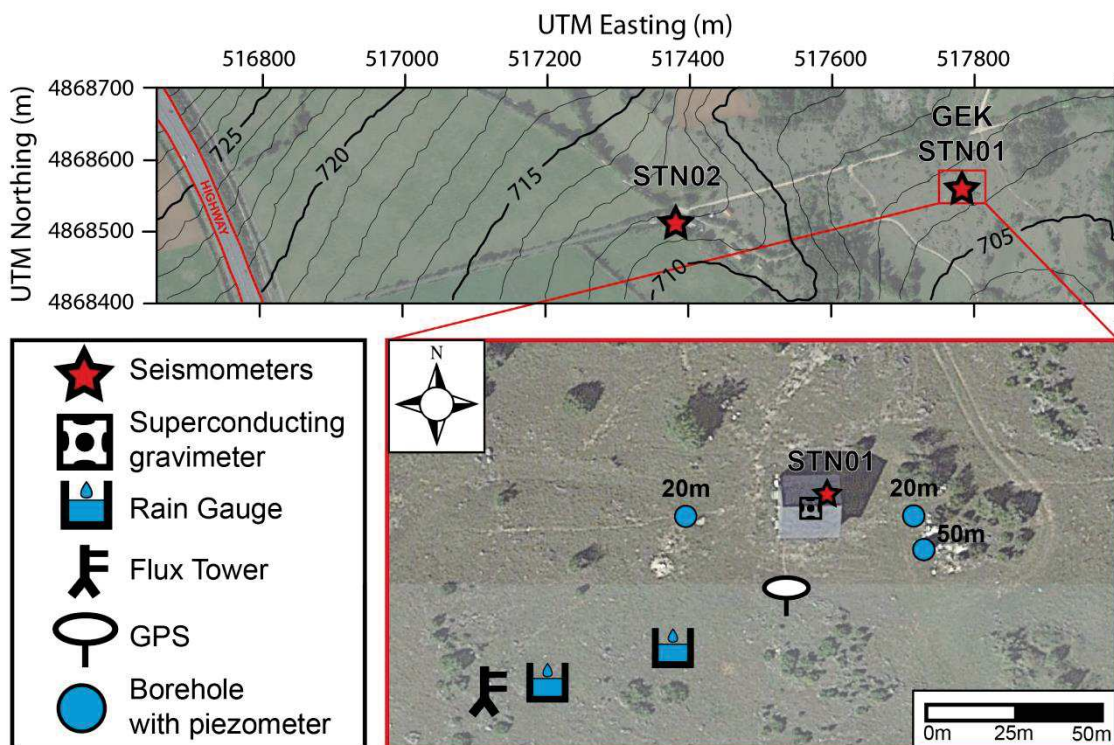 UTM Easting (m)
516800 517000 517200 517400 517600 517800
UTM Northing (m)
4868700
4868600
4868500
4868400
HIGHWAY
725
720
715
710
705
STN02
GEK
STN01
Seismometers
Superconducting
gravimeter
Rain Gauge
Flux Tower
GPS
Borehole
with piezometer
N
STN01
20m
20m
50m
0m 25m 50m